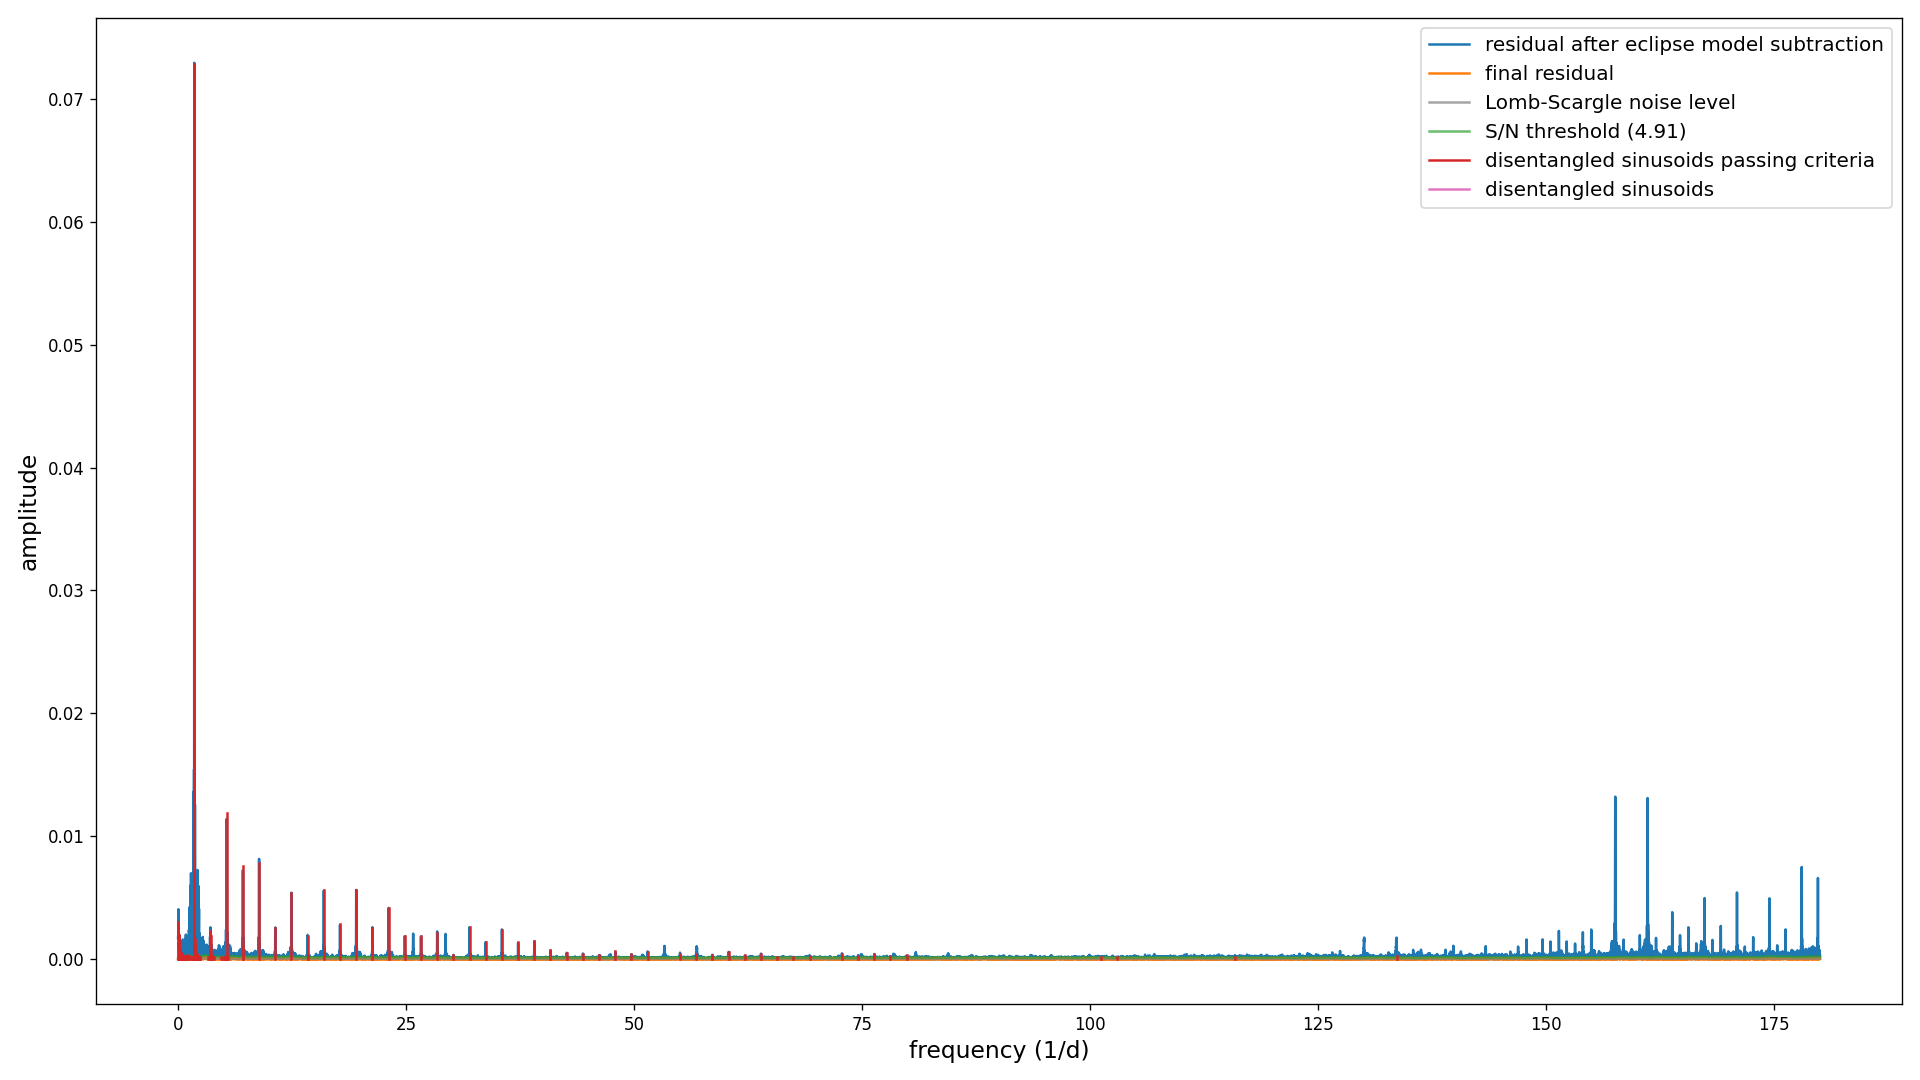 residual after eclipse model subtraction
final residual
Lomb-Scargle noise level
S/N threshold (4.91)
disentangled sinusoids passing criteria
disentangled sinusoids
amplitude
0.07
0.06
0.05
0.04
0.03
0.02
0.01
0.00
0 25 50 75 100 125 150 175
frequency (1/d)